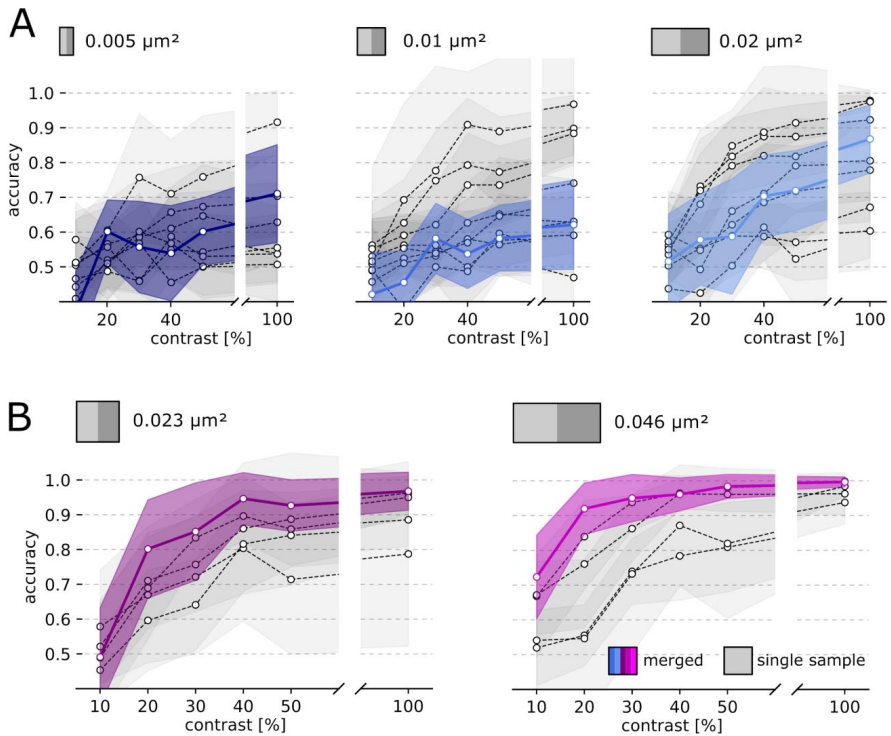 A
0.005 µm²
0.01 µm²
0.02 µm²
accuracy
1.0
0.9
0.8
0.7
0.6
0.5
20
40
100
contrast [%]
20
40
100
contrast [%]
20
40
100
contrast [%]
B
0.023 µm²
0.046 µm²
accuracy
1.0
0.9
0.8
0.7
0.6
0.5
10
20
30
40
50
100
contrast [%]
merged
single sample
10
20
30
40
50
100
contrast [%]